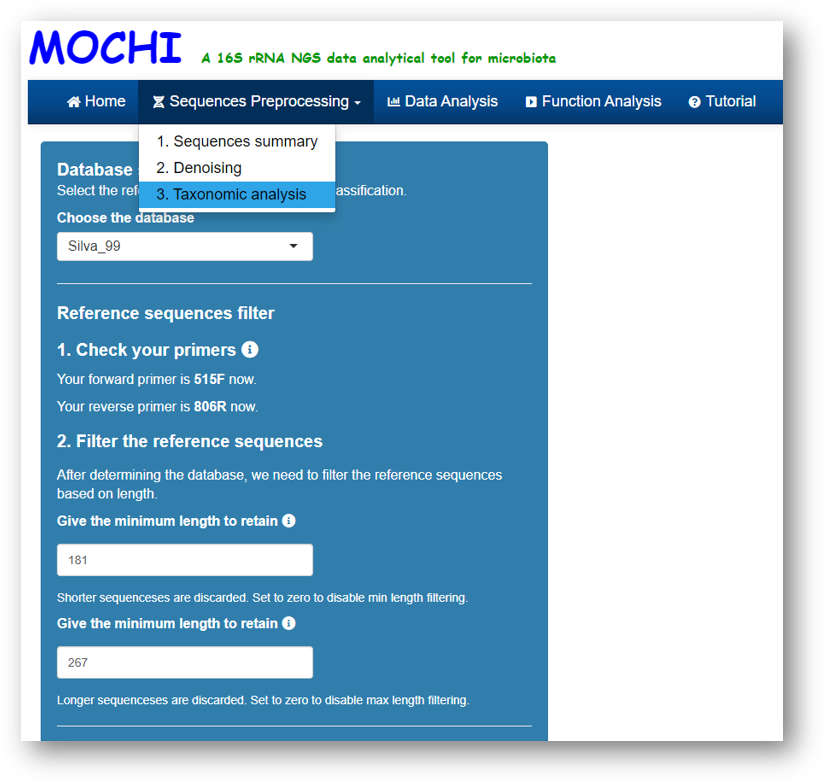 MOCHI A 16S rRNA NGS data analytical tool for microbiota
Home Sequences Preprocessing Data Analysis Function Analysis Tutorial
1. Sequences summary
2. Denoising
3. Taxonomic analysis
Database
Select the
Choose the database
Silva_99
Reference sequences filter
1. Check your primers
Your forward primer is 515F now.
Your reverse primer is 806R now.
2. Filter the reference sequences
After determining the database, we need to filter the reference sequences
based on length.
Give the minimum length to retain
181
Shorter sequenceses are discarded. Set to zero to disable min length filtering.
Give the minimum length to retain
267
Longer sequenceses are discarded. Set to zero to disable max length filtering.